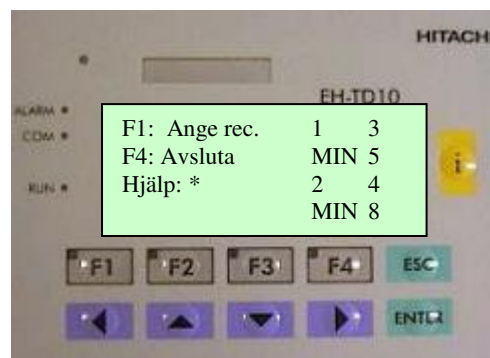 HITACH
EH-TD10
ALARM
COM
RUN
F1: Ange rec. 1 3
F4: Avsluta MIN 5
Hjälp: * 2 4
MIN 8
F1 F2 F3 F4 ESC
ENTER